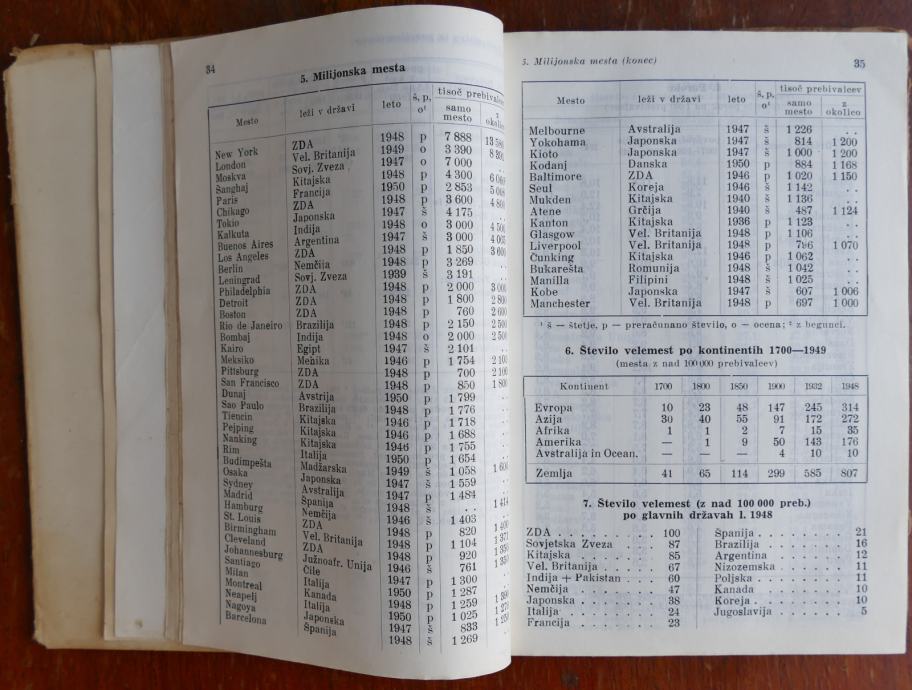 34
5. Milijonska mesta
Mesto leži v državi leto š, p, o¹ tisoč prebivalcev
samo mesto z okolico
New York ZDA 1948 p 7 888
London Vel. Britanija 1949 o 3 390
Moskva Sovj. Zveza 1947 o 7 000
Šanghaj Kitajska 1948 p 4 300
Paris Francija 1950 p 2 853
Chikago ZDA 1948 p 3 600
Tokio Japonska 1947 š 4 175
Kalkuta Indija 1948 o 3 000
Buenos Aires Argentina 1947 š 3 000
Los Angeles ZDA 1948 p 1 850
Berlin Nemčija 1948 p 3 269
Leningrad Sovj. Zveza 1939 š 3 191
Philadelphia ZDA 1948 p 2 000
Detroit ZDA 1948 p 1 800
Boston ZDA 1948 p 760
Rio de Janeiro Brazilija 1948 p 2 150
Bombaj Indija 1948 o 2 000
Kairo Egipt 1947 š 2 101
Meksiko Mehika 1946 p 1 754
Pittsburg ZDA 1948 p 700
San Francisco ZDA 1948 p 850
Dunaj Avstrija 1950 p 1 799
Sao Paulo Brazilija 1948 p 1 776
Tiencin Kitajska 1946 p 1 718
Pejping Kitajska 1946 p 1 688
Nanking Kitajska 1946 p 1 755
Rim Italija 1950 p 1 654
Budimpešta Madžarska 1949 š 1 058
Osaka Japonska 1947 š 1 559
Sydney Avstralija 1947 p 1 484
Madrid Španija 1948 š . .
Hamburg Nemčija 1946 š 1 403
St. Louis ZDA 1948 p 820
Birmingham Vel. Britanija 1948 p 1 104
Cleveland ZDA 1948 p 920
Johannesburg Južnoafr. Unija 1946 š 761
Santiago Čile 1947 p 1 300
Milan Italija 1950 p 1 287
Montreal Kanada 1948 p 1 259
Neapelj Italija 1950 p 1 025
Nagoya Japonska 1947 š 833
Barcelona Španija 1948 š 1 269
5. Milijonska mesta (konec) 35
Mesto leži v državi leto š, p, o¹ tisoč prebivalcev
samo mesto z okolico
Melbourne Avstralija 1947 š 1 226 . .
Yokohama Japonska 1947 š 814 1 200
Kioto Japonska 1947 š 1 000 1 200
Kodanj Danska 1950 p 884 1 168
Baltimore ZDA 1946 p 1 020 1 150
Seul Koreja 1946 š 1 142 . .
Mukden Kitajska 1940 š 1 136 . .
Atene Grčija 1940 š 487 1 124
Kanton Kitajska 1936 p 1 123 . .
Glasgow Vel. Britanija 1948 p 1 106 . .
Liverpool Vel. Britanija 1948 p 796 1 070
Čunking Kitajska 1946 p 1 062 . .
Bukarešta Romunija 1948 š 1 042 . .
Manilla Filipini 1948 š 1 025 . .
Kobe Japonska 1947 š 607 1 006
Manchester Vel. Britanija 1948 p 697 1 000
¹ š — štetje, p — preračunano število, o — ocena; ² z begunci.
6. Število velemest po kontinentih 1700—1949
(mesta z nad 100 000 prebivalcev)
Kontinent 1700 1800 1850 1900 1932 1948
Evropa 10 23 48 147 245 314
Azija 30 40 55 91 172 272
Afrika 1 1 2 7 15 35
Amerika — 1 9 50 143 176
Avstralija in Ocean. — — — 4 10 10
Zemlja 41 65 114 299 585 807
7. Število velemest (z nad 100 000 preb.)
po glavnih državah l. 1948
ZDA . . . . . . . . 100
Sovjetska Zveza . . . 87
Kitajska . . . . . . 85
Vel. Britanija . . . . 67
Indija + Pakistan . . . 60
Nemčija . . . . . . 47
Japonska . . . . . . 38
Italija . . . . . . . 24
Francija . . . . . . 23
Španija . . . . . . . 21
Brazilija . . . . . . 16
Argentina . . . . . . 12
Nizozemska . . . . . 11
Poljska . . . . . . . 11
Kanada . . . . . . . 10
Koreja . . . . . . . 10
Jugoslavija . . . . . 5